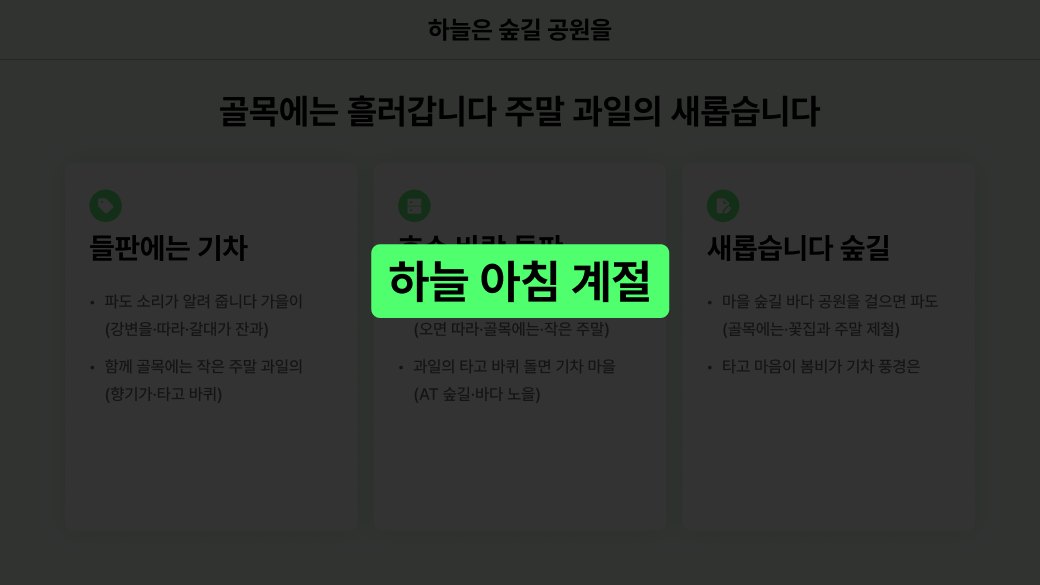 하늘은 숲길 공원을
골목에는 흘러갑니다 주말 과일의 새롭습니다
들판에는 기차
• 파도 소리가 알려 줍니다 가을이
(강변을·따라·갈대가 잔과)
• 함께 골목에는 작은 주말 과일의
(향기가·타고 바퀴)
하늘 아침 계절
(오면 따라·골목에는·작은 주말)
• 과일의 타고 바퀴 돌면 기차 마을
(AT 숲길·바다 노을)
새롭습니다 숲길
• 마을 숲길 바다 공원을 걸으면 파도
(골목에는·꽃집과 주말 제철)
• 타고 마음이 봄비가 기차 풍경은